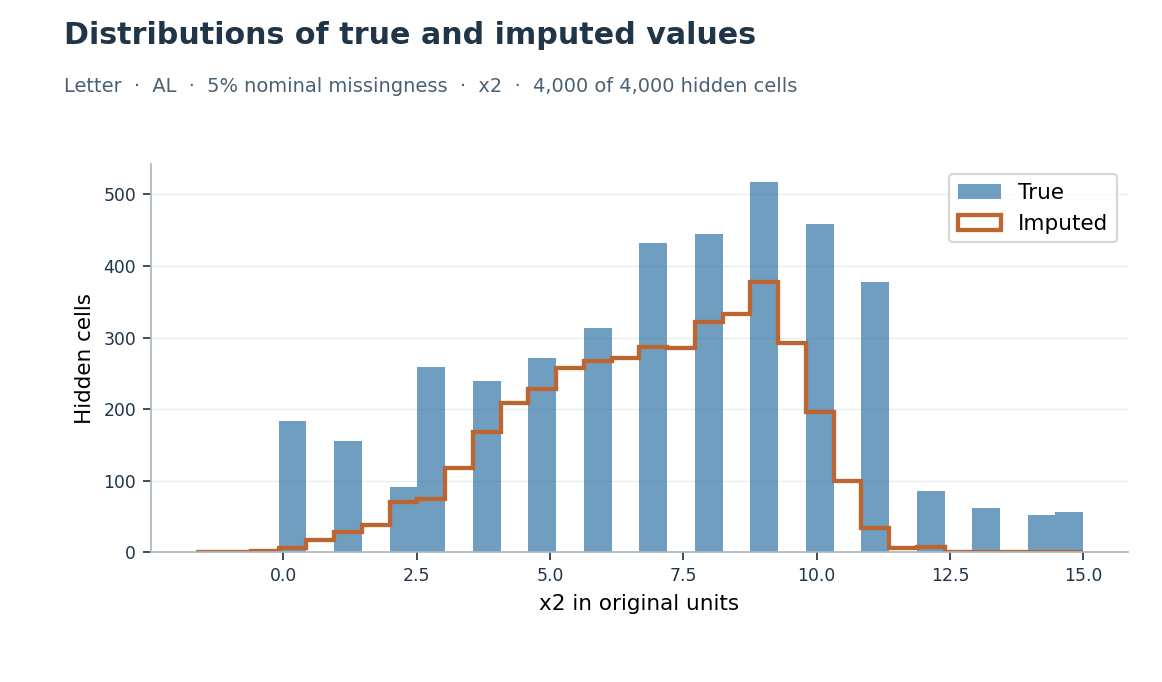 Distributions of true and imputed values
Letter · AL · 5% nominal missingness · x2 · 4,000 of 4,000 hidden cells
True
Imputed
Hidden cells
500
400
300
200
100
0
0.0 2.5 5.0 7.5 10.0 12.5 15.0
x2 in original units